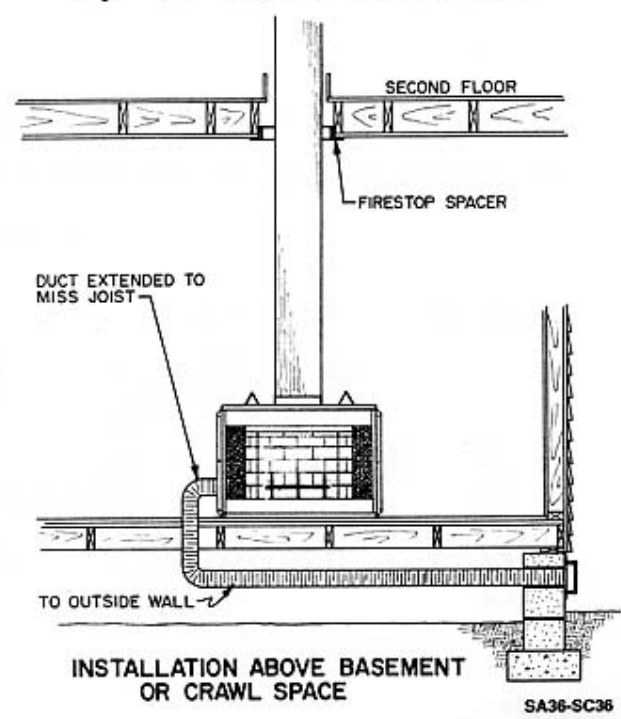 SECOND FLOOR
FIRESTOP SPACER
DUCT EXTENDED TO
MISS JOIST
TO OUTSIDE WALL
INSTALLATION ABOVE BASEMENT
OR CRAWL SPACE
SA36-SC36